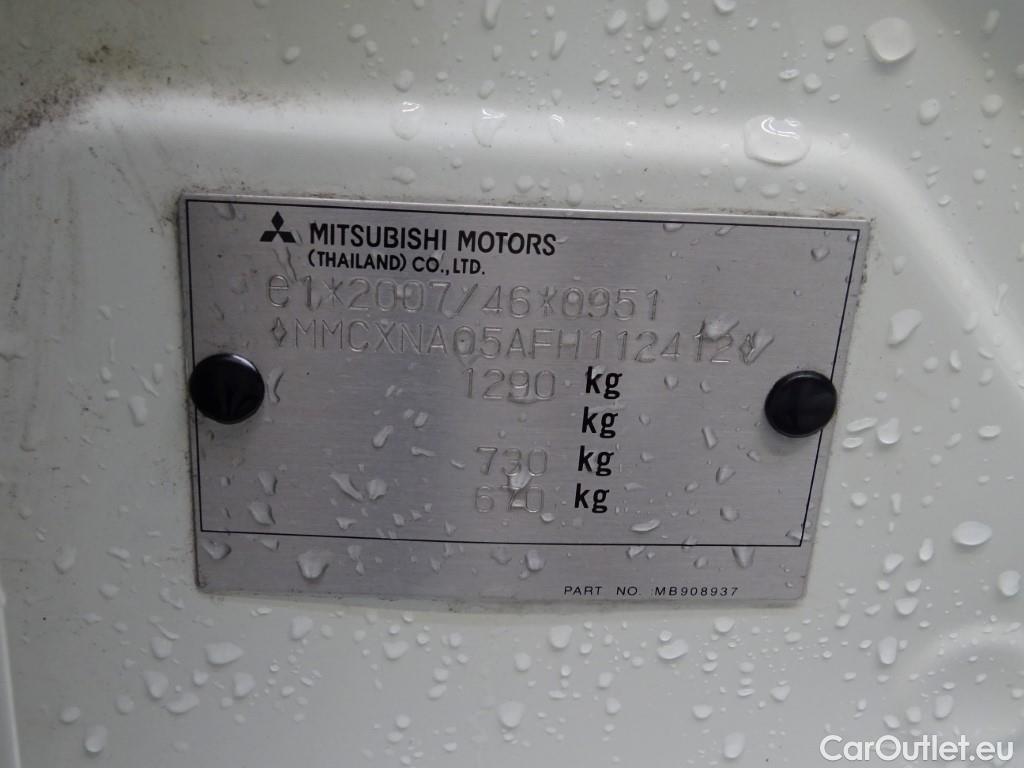 MITSUBISHI MOTORS
(THAILAND) CO., LTD.
e1*2007/46*0951
◊MMCXNA05AFH112412◊
1290 kg
kg
730 kg
670 kg
PART NO. MB908937
CarOutlet.eu